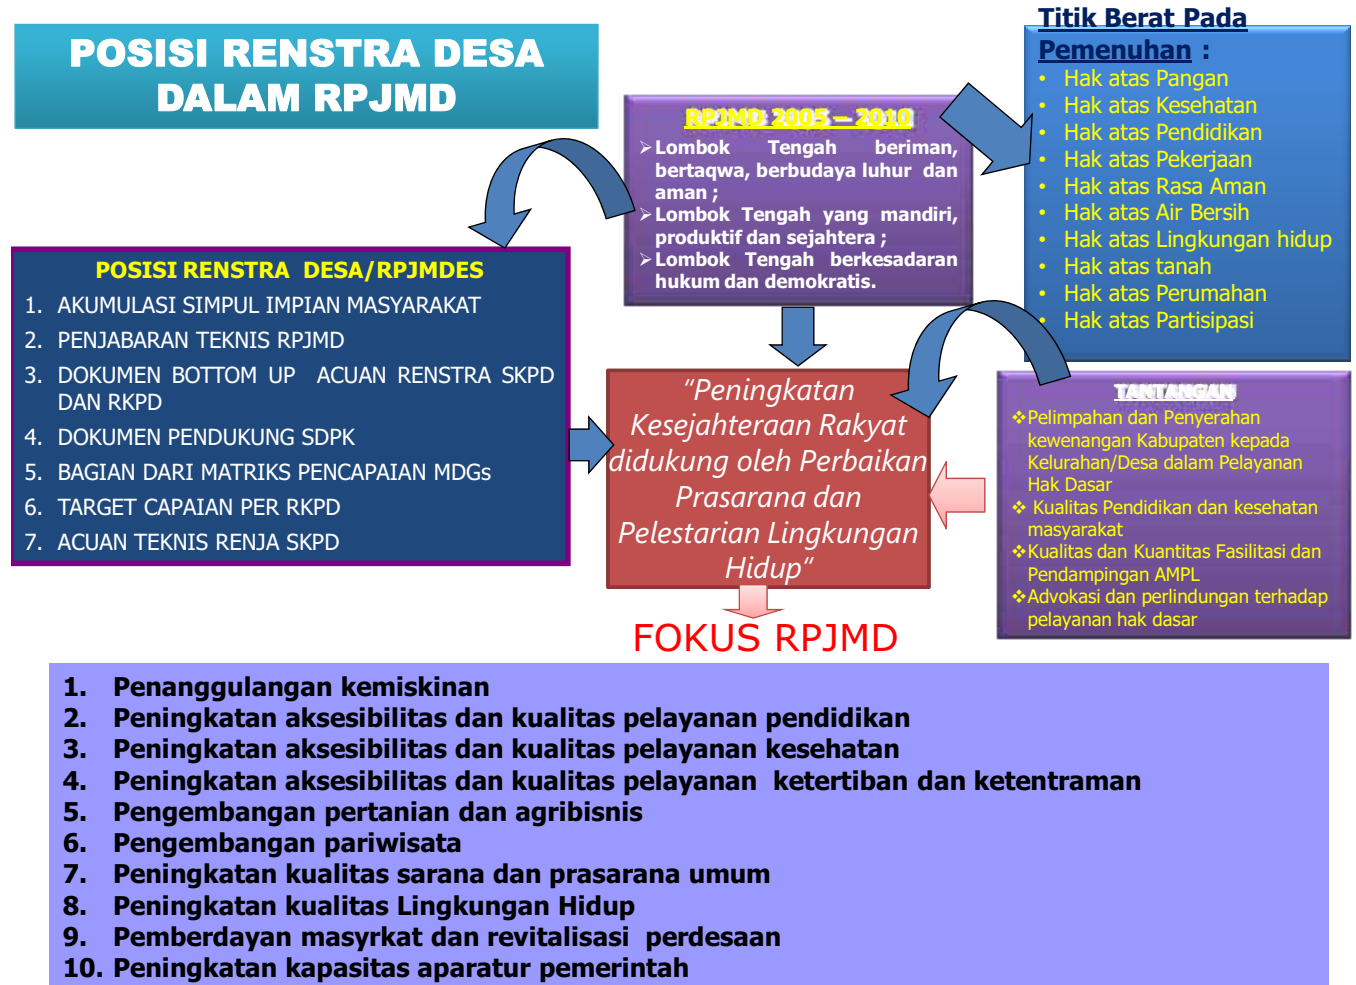 POSISI RENSTRA DESA
DALAM RPJMD
RPJMD 2005 – 2010
➢Lombok Tengah beriman,
bertaqwa, berbudaya luhur dan
aman ;
➢Lombok Tengah yang mandiri,
produktif dan sejahtera ;
➢Lombok Tengah berkesadaran
hukum dan demokratis.
Titik Berat Pada
Pemenuhan :
• Hak atas Pangan
• Hak atas Kesehatan
• Hak atas Pendidikan
• Hak atas Pekerjaan
• Hak atas Rasa Aman
• Hak atas Air Bersih
• Hak atas Lingkungan hidup
• Hak atas tanah
• Hak atas Perumahan
• Hak atas Partisipasi
POSISI RENSTRA DESA/RPJMDES
1. AKUMULASI SIMPUL IMPIAN MASYARAKAT
2. PENJABARAN TEKNIS RPJMD
3. DOKUMEN BOTTOM UP ACUAN RENSTRA SKPD
DAN RKPD
4. DOKUMEN PENDUKUNG SDPK
5. BAGIAN DARI MATRIKS PENCAPAIAN MDGs
6. TARGET CAPAIAN PER RKPD
7. ACUAN TEKNIS RENJA SKPD
“Peningkatan
Kesejahteraan Rakyat
didukung oleh Perbaikan
Prasarana dan
Pelestarian Lingkungan
Hidup”
TANTANGAN
❖Pelimpahan dan Penyerahan
kewenangan Kabupaten kepada
Kelurahan/Desa dalam Pelayanan
Hak Dasar
❖ Kualitas Pendidikan dan kesehatan
masyarakat
❖Kualitas dan Kuantitas Fasilitasi dan
Pendampingan AMPL
❖Advokasi dan perlindungan terhadap
pelayanan hak dasar
FOKUS RPJMD
1. Penanggulangan kemiskinan
2. Peningkatan aksesibilitas dan kualitas pelayanan pendidikan
3. Peningkatan aksesibilitas dan kualitas pelayanan kesehatan
4. Peningkatan aksesibilitas dan kualitas pelayanan ketertiban dan ketentraman
5. Pengembangan pertanian dan agribisnis
6. Pengembangan pariwisata
7. Peningkatan kualitas sarana dan prasarana umum
8. Peningkatan kualitas Lingkungan Hidup
9. Pemberdayan masyrkat dan revitalisasi perdesaan
10. Peningkatan kapasitas aparatur pemerintah